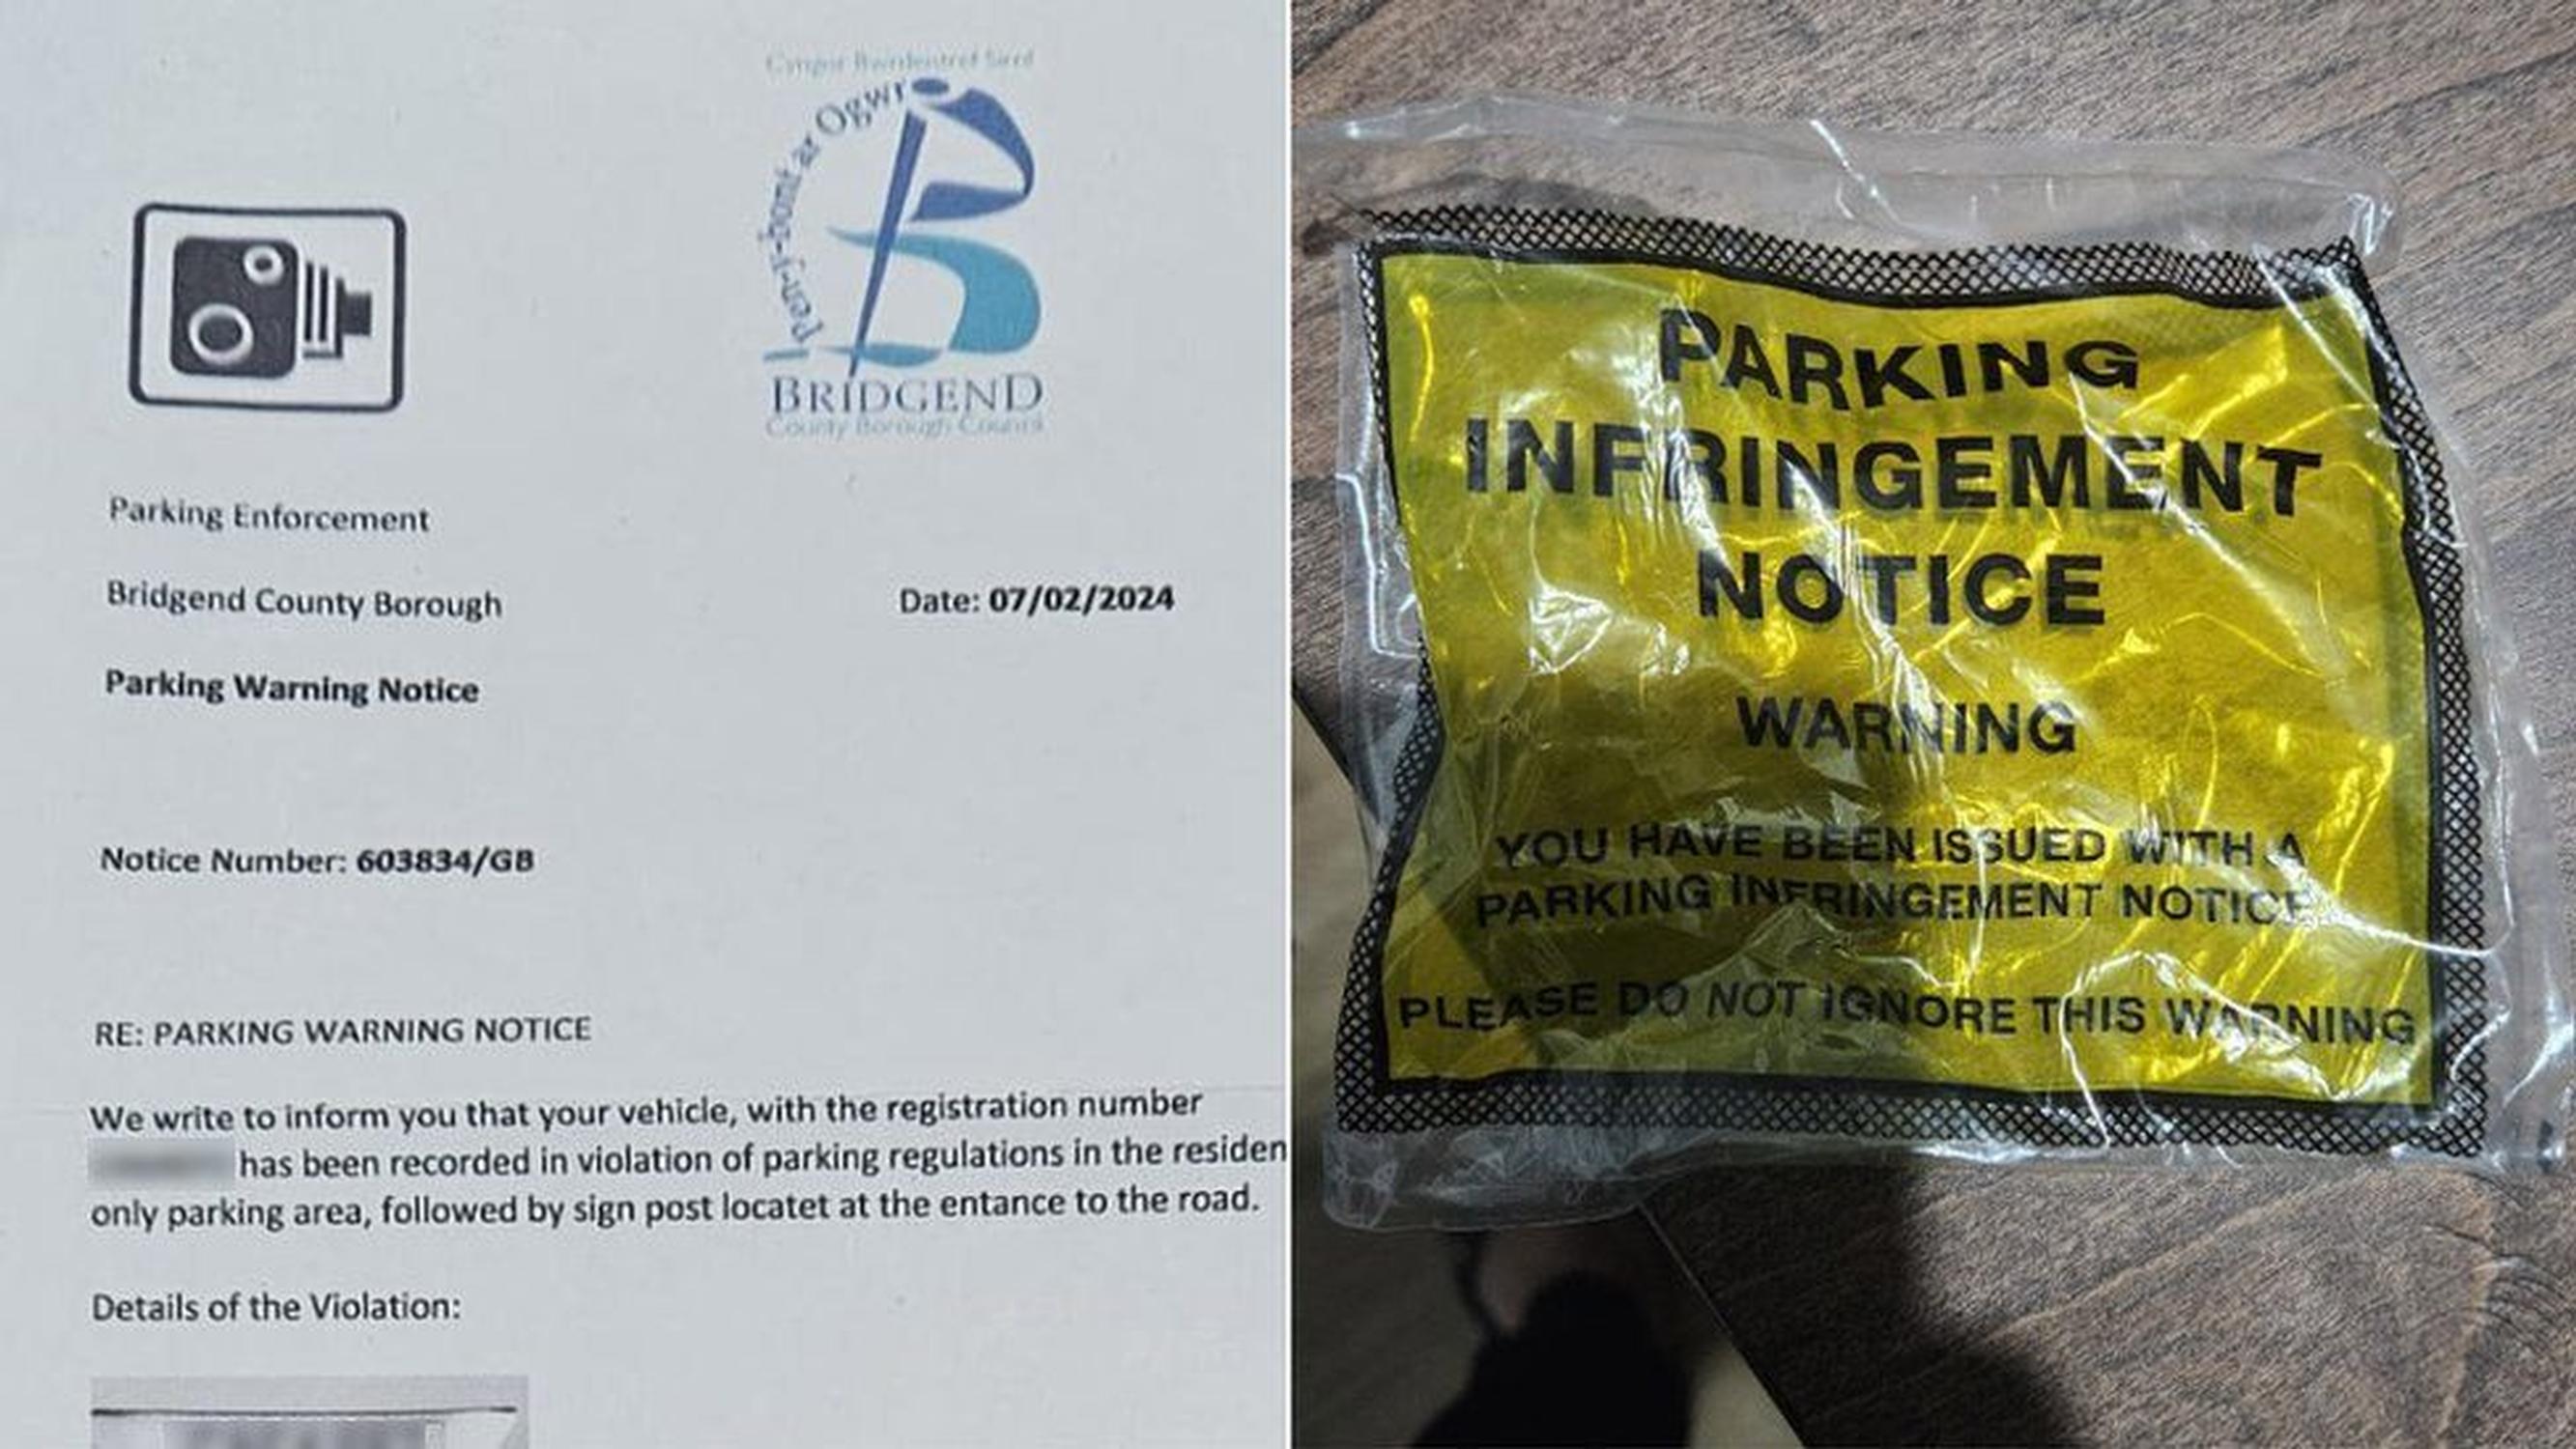 Cyngor Bwrdeistref Sirol
Pen-y-bont ar Ogwr
BRIDGEND
County Borough Council
Parking Enforcement
Bridgend County Borough
Date: 07/02/2024
Parking Warning Notice
Notice Number: 603834/GB
RE: PARKING WARNING NOTICE
We write to inform you that your vehicle, with the registration number
has been recorded in violation of parking regulations in the residen
only parking area, followed by sign post locatet at the entance to the road.
Details of the Violation:
PARKING
INFRINGEMENT
NOTICE
WARNING
YOU HAVE BEEN ISSUED WITH A
PARKING INFRINGEMENT NOTICE
PLEASE DO NOT IGNORE THIS WARNING